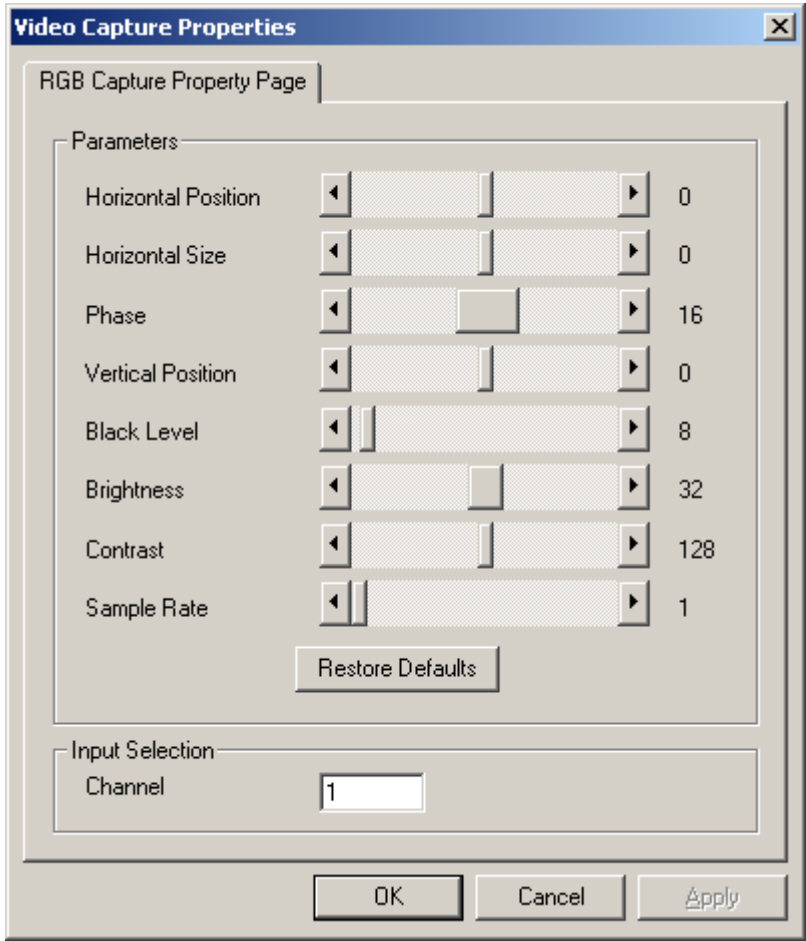 Video Capture Properties
RGB Capture Property Page
Parameters
Horizontal Position 0
Horizontal Size 0
Phase 16
Vertical Position 0
Black Level 8
Brightness 32
Contrast 128
Sample Rate 1
Restore Defaults
Input Selection
Channel 1
OK Cancel Apply